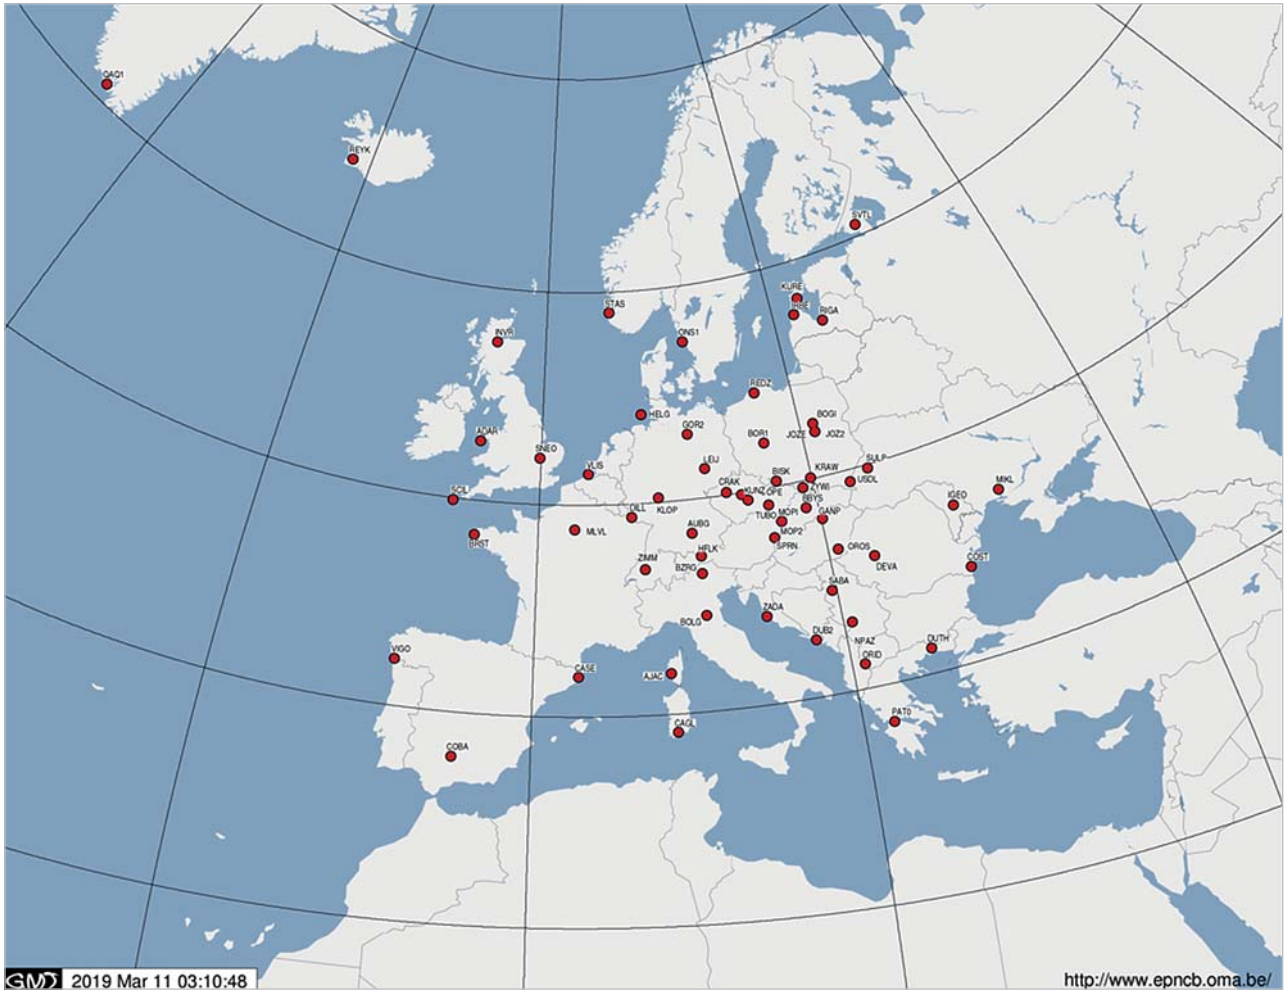 QAQ1
REYK
SVTL
KURE
IRBE
RIGA
STAS
INVR
ONS1
REDZ
HELG
BOGI
GOR2
BOR1
JOZE
JOZ2
ADAR
SNEO
LEIJ
VLIS
BISK
KRAW
SULP
USDL
CRAK
KUNZ
OPE
ZYWI
MIKL
SCIL
KLOP
BBYS
IGEO
DILL
TUBO
MOPI
GANP
BRST
MLVL
AUBG
MOP2
SPRN
HFLK
OROS
ZIMM
BZRG
DEVA
COST
SABA
BOLG
ZADA
DUB2
NPAZ
DUTH
VIGO
ORID
CASE
AJAC
PAT0
CAGL
COBA
GMT 2019 Mar 11 03:10:48
http://www.epncb.oma.be/